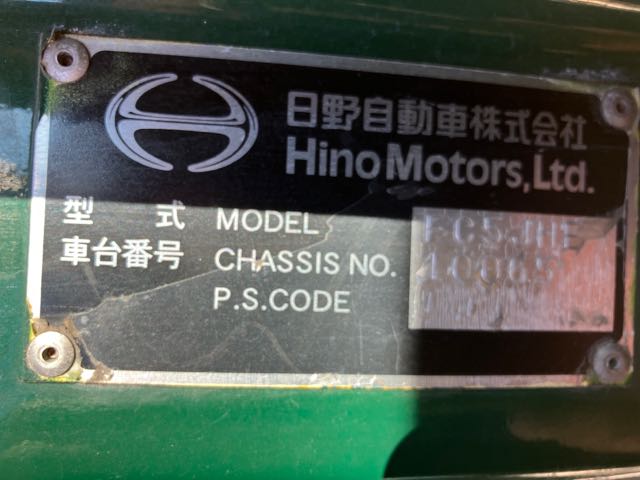 日野自動車株式会社
Hino Motors, Ltd.
型 式 MODEL
車台番号 CHASSIS NO.
P.S.CODE